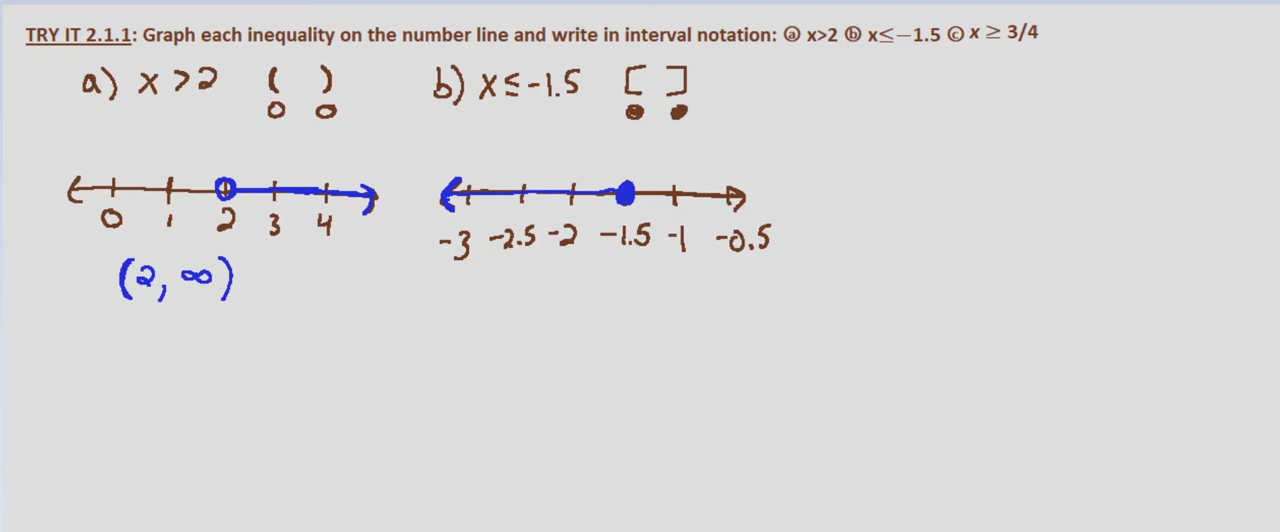 TRY IT 2.1.1: Graph each inequality on the number line and write in interval notation: ⓐ x>2 ⓑ x≤−1.5 ⓒ x ≥ 3/4
a) x > 2 ( )
b) x ≤ -1.5 [ ]
0 1 2 3 4
-3 -2.5 -2 -1.5 -1 -0.5
(2, ∞)